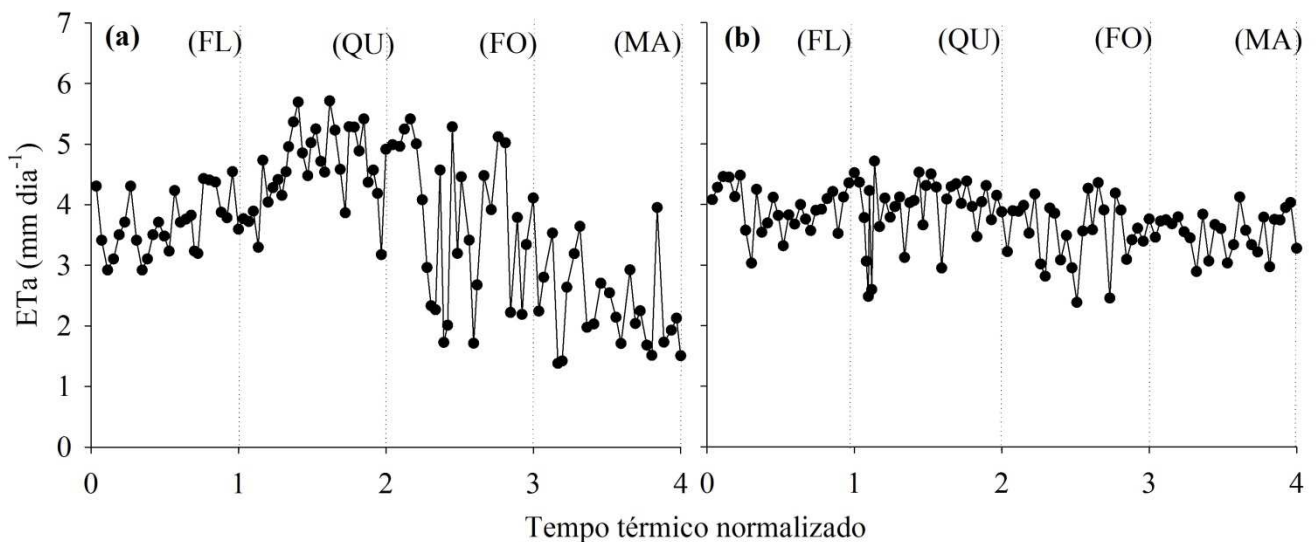 7
(a) (FL) (QU) (FO) (MA) (b) (FL) (QU) (FO) (MA)
6
5
4
3
2
1
0
ETa (mm dia⁻¹)
0 1 2 3 4 0 1 2 3 4
Tempo térmico normalizado